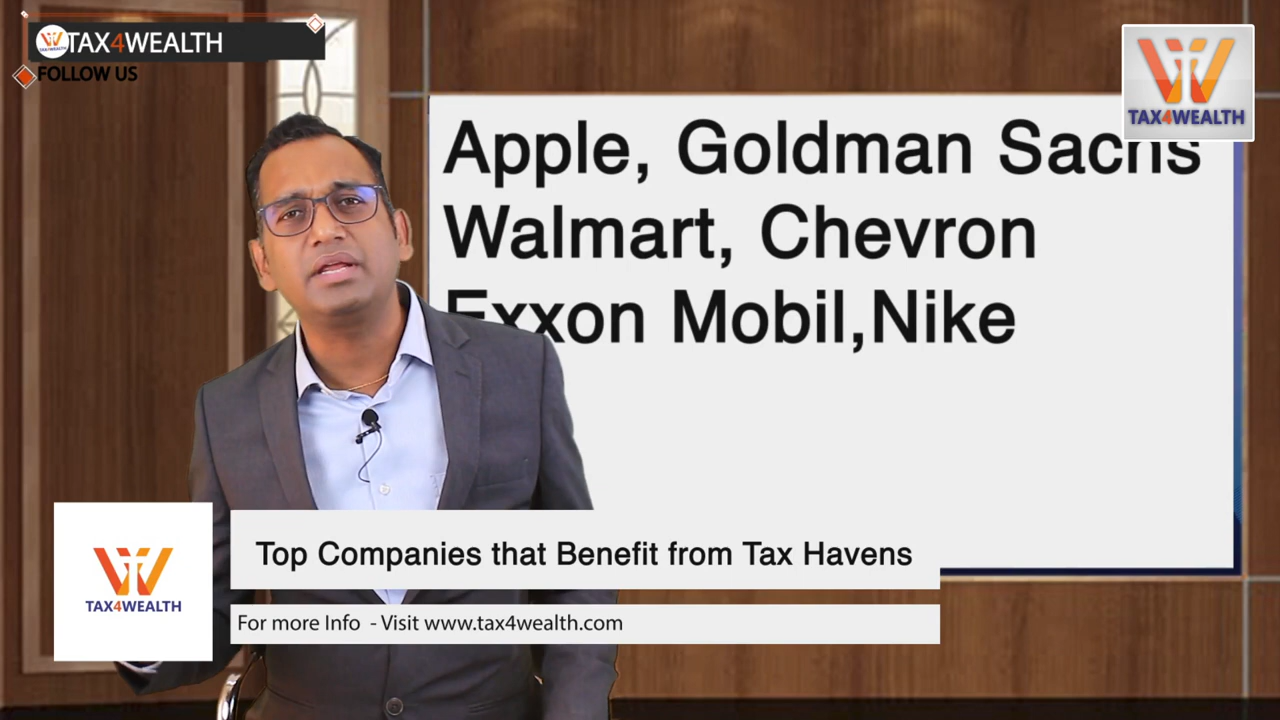 TAX4WEALTH
FOLLOW US
TAX4WEALTH
Apple, Goldman Sachs
Walmart, Chevron
Exxon Mobil,Nike
Top Companies that Benefit from Tax Havens
TAX4WEALTH
For more Info - Visit www.tax4wealth.com